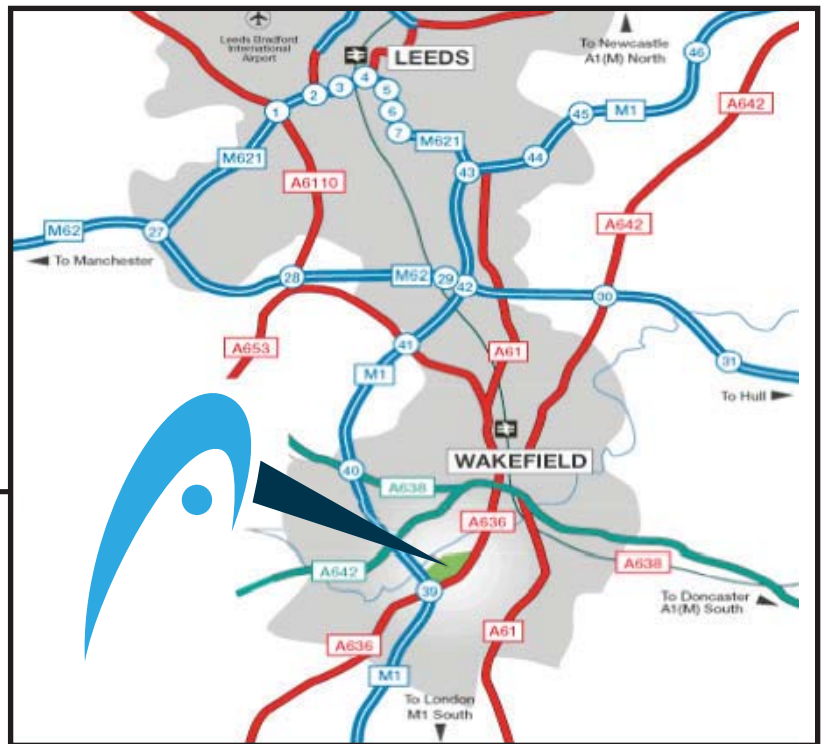 Leeds Bradford
International
Airport
LEEDS
To Newcastle
A1(M) North
46
4
5
3
2
1
6
7
45
M1
A642
M621
44
43
M621
A6110
A642
M62
27
To Manchester
28
M62
29
42
30
A653
41
A61
31
M1
To Hull
WAKEFIELD
40
A638
A636
A642
39
A638
To Doncaster
A1(M) South
A636
A61
M1
To London
M1 South